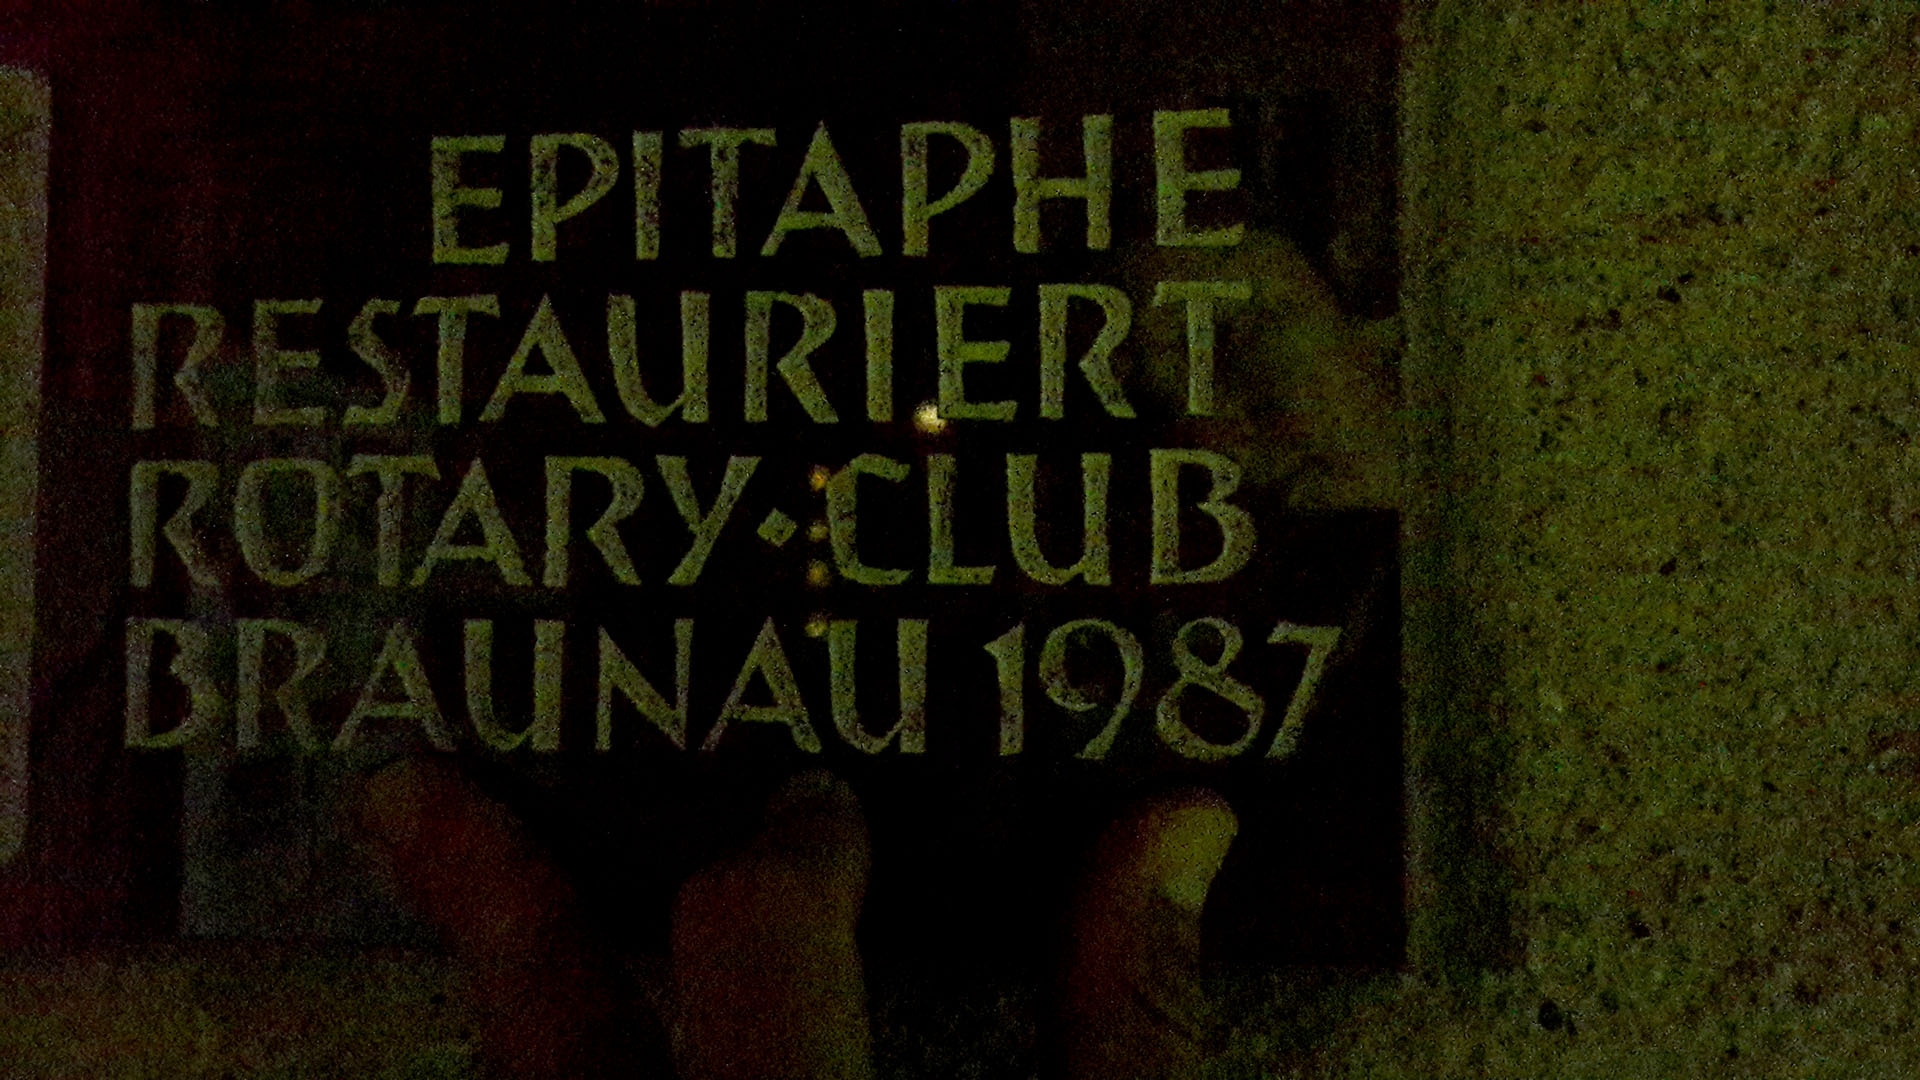 EPITAPHE
RESTAURIERT
ROTARY·CLUB
BRAUNAU 1987